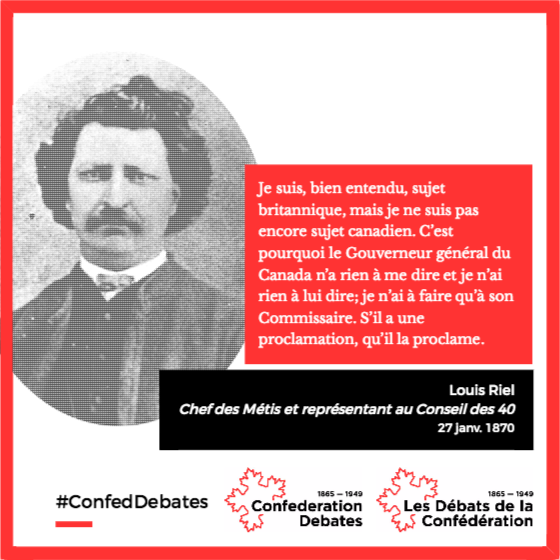 Je suis, bien entendu, sujet
britannique, mais je ne suis pas
encore sujet canadien. C’est
pourquoi le Gouverneur général du
Canada n’a rien à me dire et je n’ai
rien à lui dire; je n’ai à faire qu’à son
Commissaire. S’il a une
proclamation, qu’il la proclame.
Louis Riel
Chef des Métis et représentant au Conseil des 40
27 janv. 1870
#ConfedDebates
1865 — 1949
Confederation
Debates
1865 — 1949
Les Débats de la
Confédération